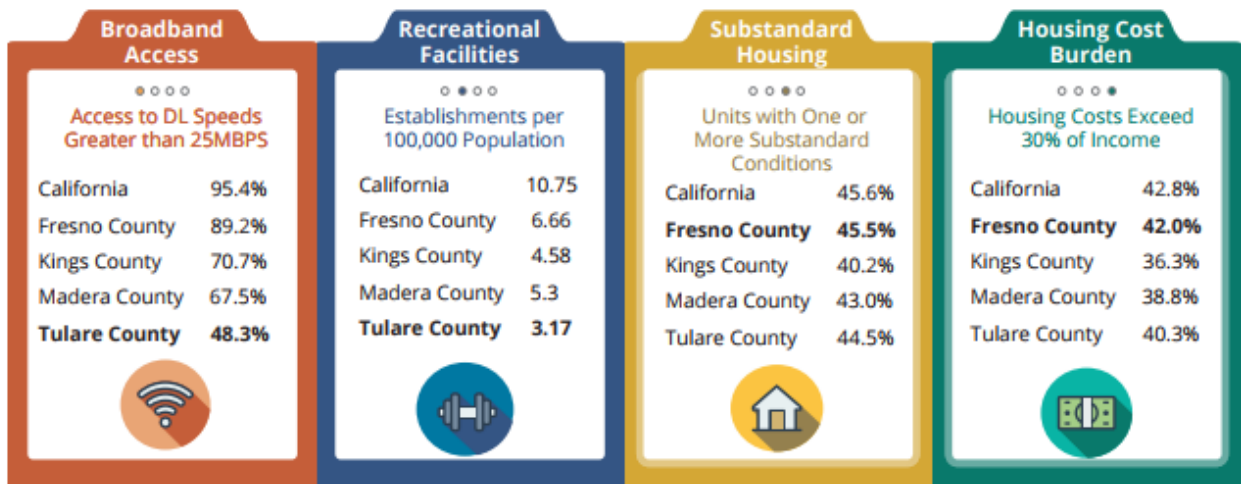 Broadband
Access
Access to DL Speeds
Greater than 25MBPS
California 95.4%
Fresno County 89.2%
Kings County 70.7%
Madera County 67.5%
Tulare County 48.3%
Recreational
Facilities
Establishments per
100,000 Population
California 10.75
Fresno County 6.66
Kings County 4.58
Madera County 5.3
Tulare County 3.17
Substandard
Housing
Units with One or
More Substandard
Conditions
California 45.6%
Fresno County 45.5%
Kings County 40.2%
Madera County 43.0%
Tulare County 44.5%
Housing Cost
Burden
Housing Costs Exceed
30% of Income
California 42.8%
Fresno County 42.0%
Kings County 36.3%
Madera County 38.8%
Tulare County 40.3%